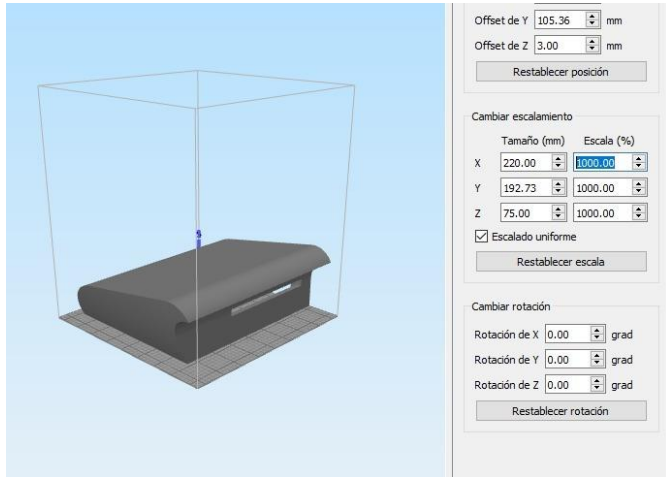 Offset de Y 105.36 mm
Offset de Z 3.00 mm
Restablecer posición
Cambiar escalamiento
Tamaño (mm) Escala (%)
X 220.00 1000.00
Y 192.73 1000.00
Z 75.00 1000.00
Escalado uniforme
Restablecer escala
Cambiar rotación
Rotación de X 0.00 grad
Rotación de Y 0.00 grad
Rotación de Z 0.00 grad
Restablecer rotación